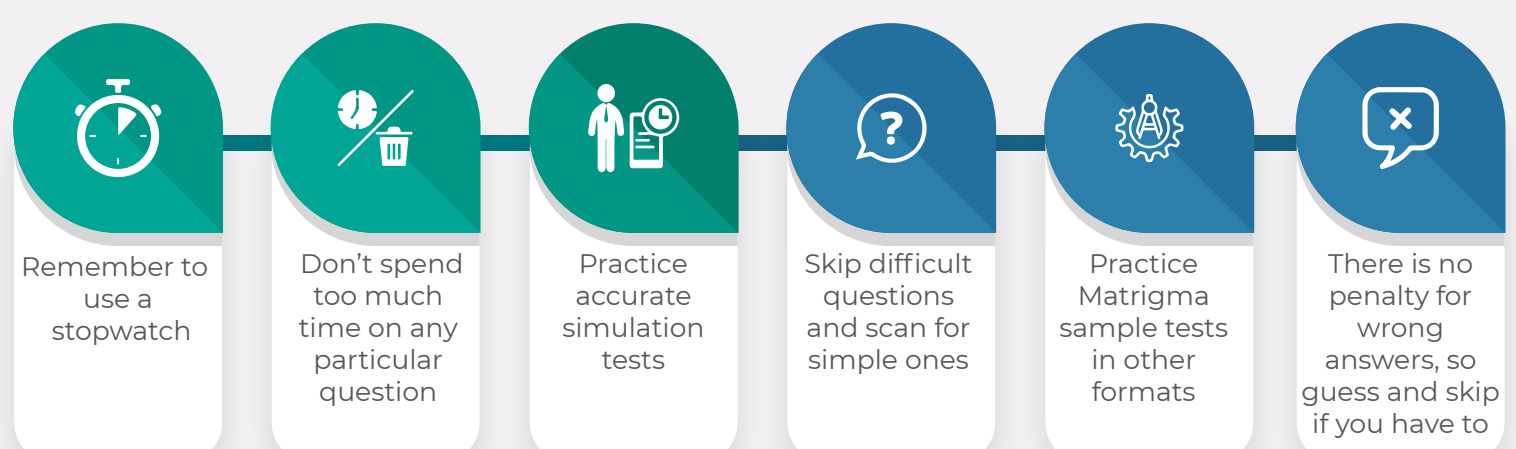 Remember to
use a
stopwatch
Don't spend
too much
time on any
particular
question
Practice
accurate
simulation
tests
?
Skip difficult
questions
and scan for
simple ones
Practice
Matrigma
sample tests
in other
formats
There is no
penalty for
wrong
answers, so
guess and skip
if you have to